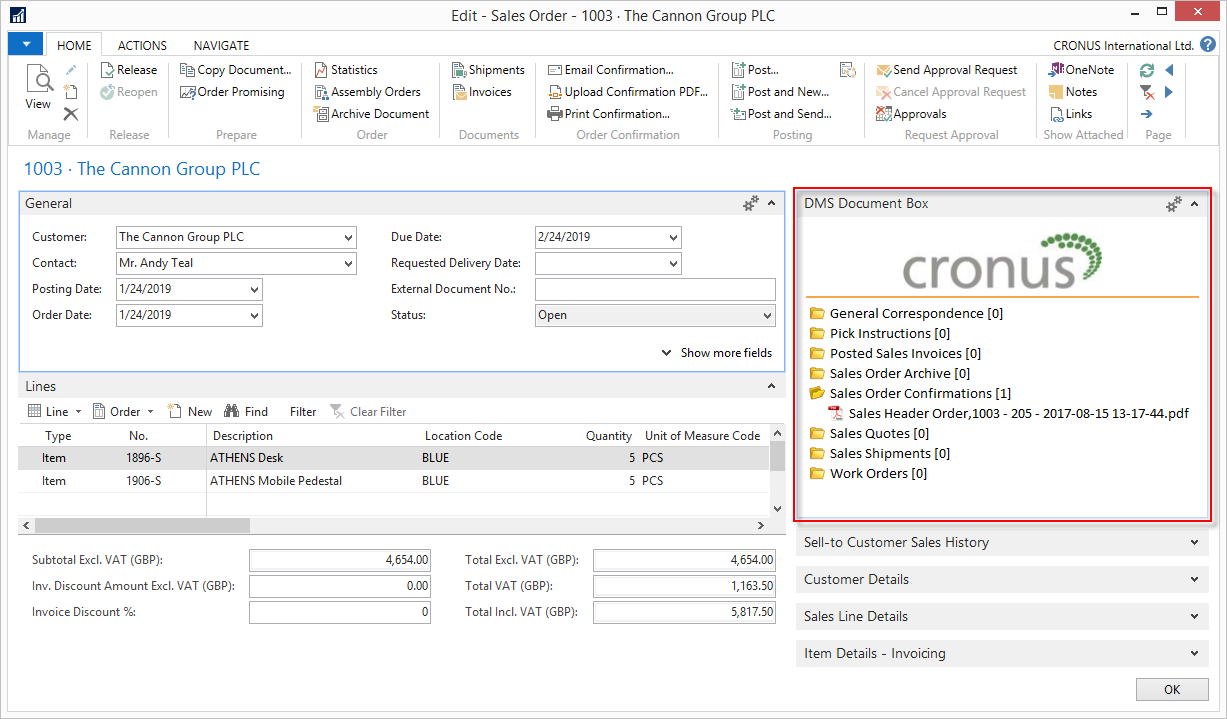 Edit - Sales Order - 1003 · The Cannon Group PLC
HOME ACTIONS NAVIGATE CRONUS International Ltd.
View
Manage
Release
Reopen
Release
Copy Document...
Order Promising
Prepare
Statistics
Assembly Orders
Archive Document
Order
Shipments
Invoices
Documents
Email Confirmation...
Upload Confirmation PDF...
Print Confirmation...
Order Confirmation
Post...
Post and New...
Post and Send...
Posting
Send Approval Request
Cancel Approval Request
Approvals
Request Approval
OneNote
Notes
Links
Show Attached
Page
1003 · The Cannon Group PLC
General
Customer: The Cannon Group PLC
Contact: Mr. Andy Teal
Posting Date: 1/24/2019
Order Date: 1/24/2019
Due Date: 2/24/2019
Requested Delivery Date:
External Document No.:
Status: Open
Show more fields
Lines
Line Order New Find Filter Clear Filter
Type No. Description Location Code Quantity Unit of Measure Code
Item 1896-S ATHENS Desk BLUE 5 PCS
Item 1906-S ATHENS Mobile Pedestal BLUE 5 PCS
Subtotal Excl. VAT (GBP): 4,654.00
Inv. Discount Amount Excl. VAT (GBP): 0.00
Invoice Discount %: 0
Total Excl. VAT (GBP): 4,654.00
Total VAT (GBP): 1,163.50
Total Incl. VAT (GBP): 5,817.50
DMS Document Box
cronus
General Correspondence [0]
Pick Instructions [0]
Posted Sales Invoices [0]
Sales Order Archive [0]
Sales Order Confirmations [1]
Sales Header Order,1003 - 205 - 2017-08-15 13-17-44.pdf
Sales Quotes [0]
Sales Shipments [0]
Work Orders [0]
Sell-to Customer Sales History
Customer Details
Sales Line Details
Item Details - Invoicing
OK